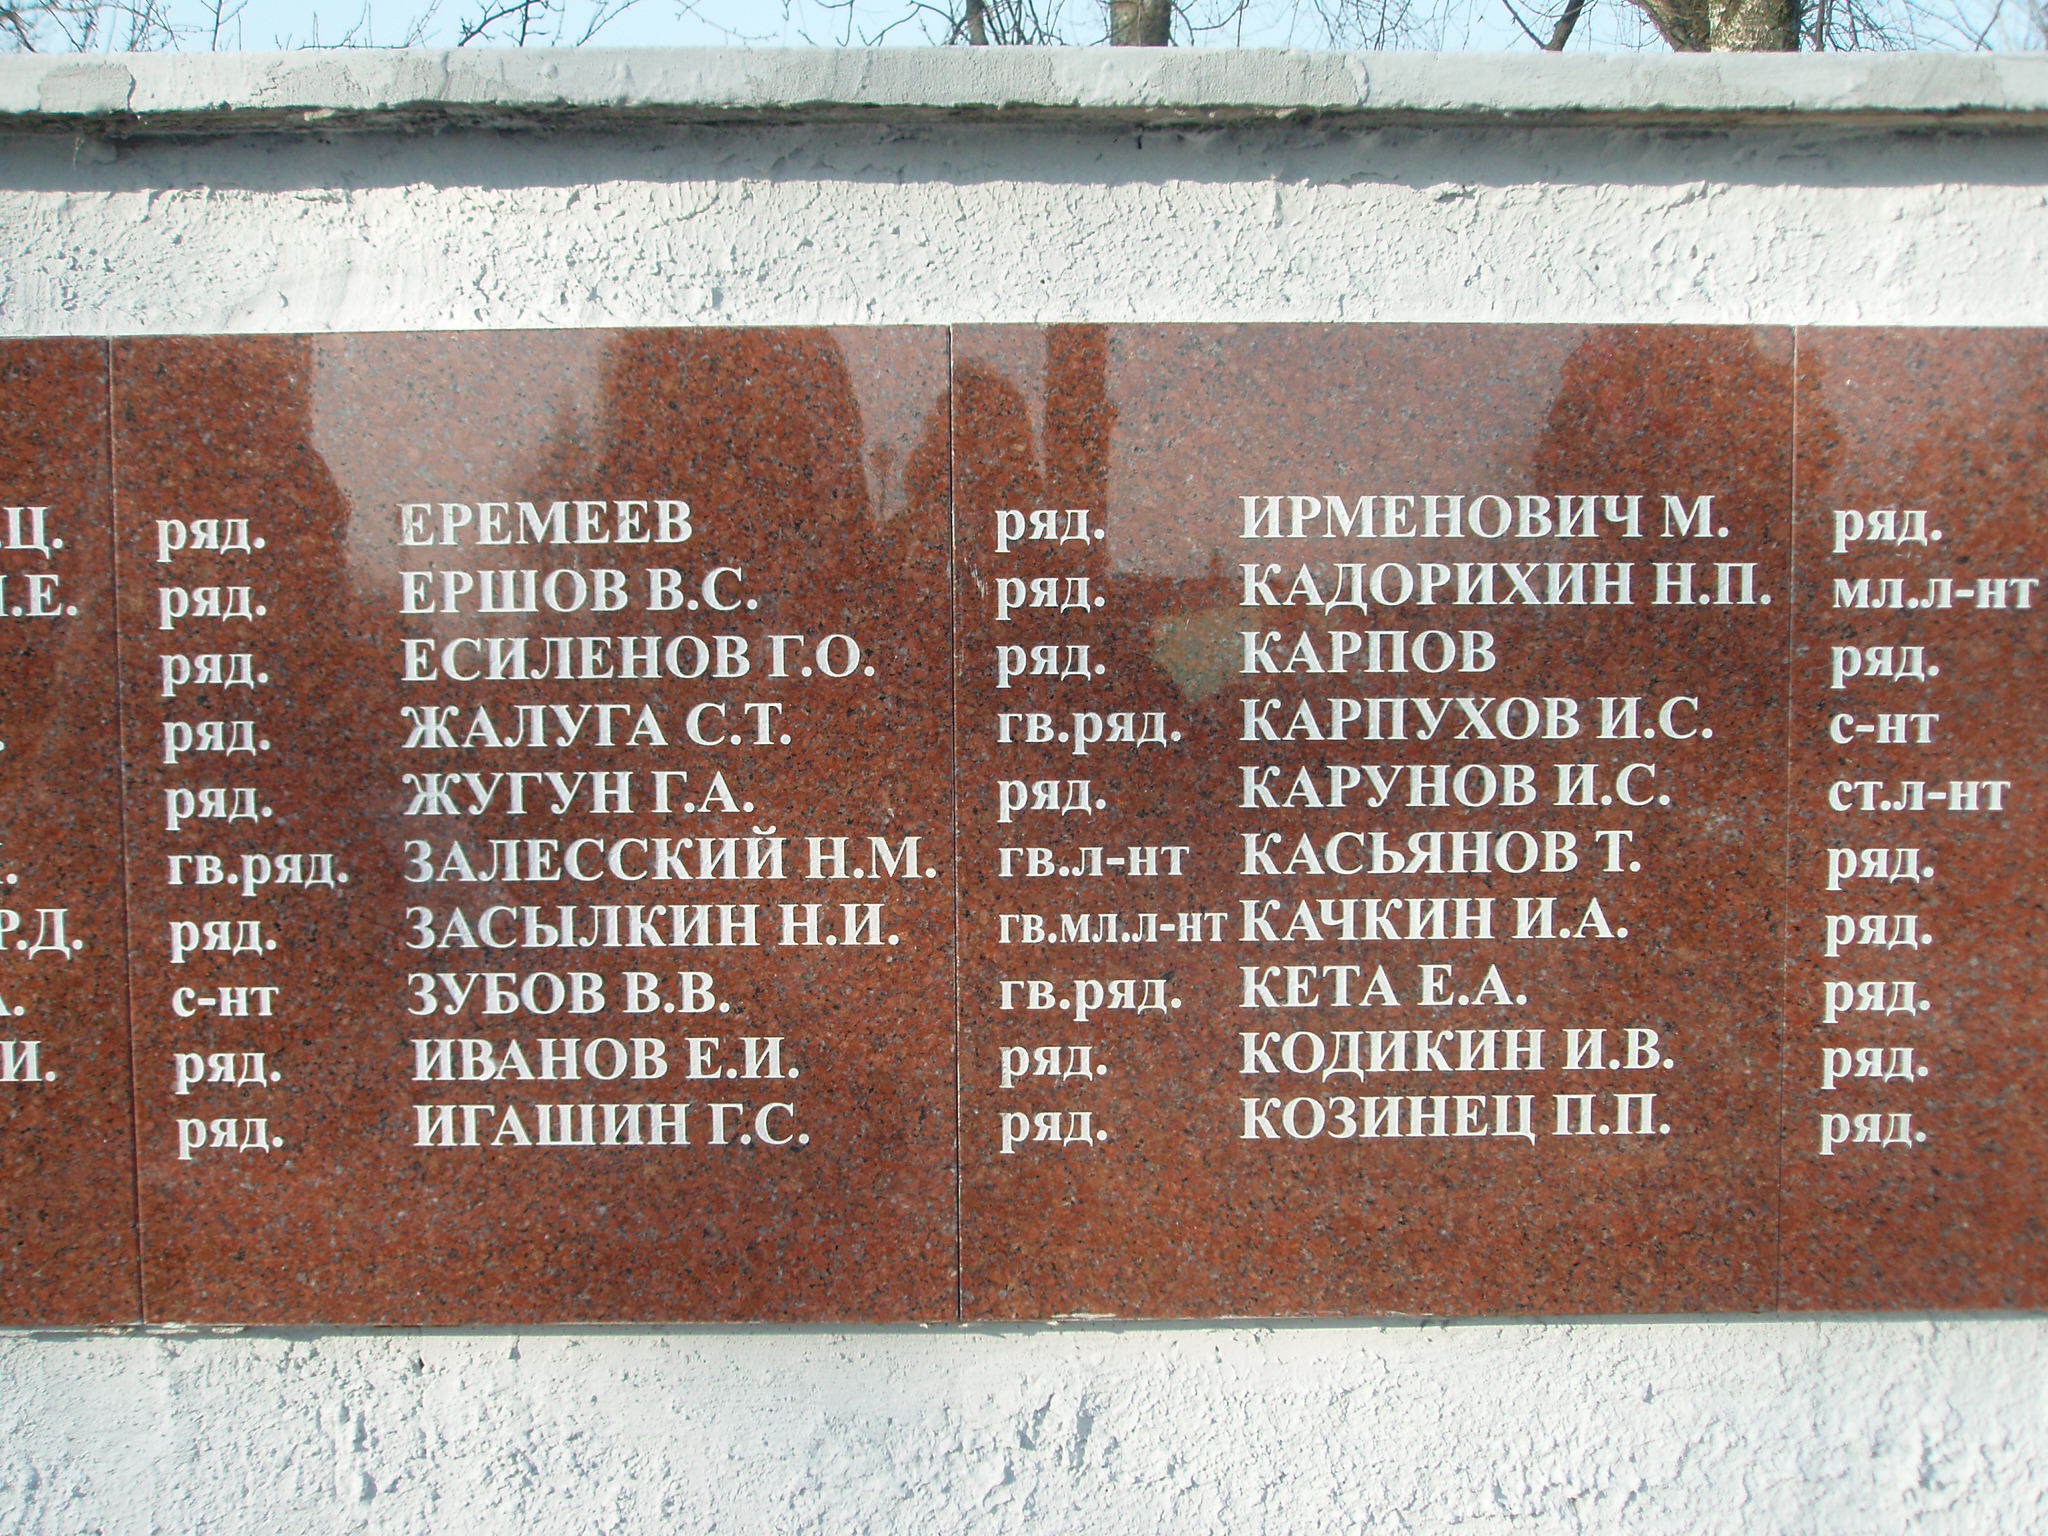 Ц. ряд. ЕРЕМЕЕВ ряд. ИРМЕНОВИЧ М. ряд.
.Е. ряд. ЕРШОВ В.С. ряд. КАДОРИХИН Н.П. мл.л-нт
ряд. ЕСИЛЕНОВ Г.О. ряд. КАРПОВ ряд.
ряд. ЖАЛУГА С.Т. гв.ряд. КАРПУХОВ И.С. с-нт
ряд. ЖУГУН Г.А. ряд. КАРУНОВ И.С. ст.л-нт
гв.ряд. ЗАЛЕССКИЙ Н.М. гв.л-нт КАСЬЯНОВ Т. ряд.
Р.Д. ряд. ЗАСЫЛКИН Н.И. гв.мл.л-нт КАЧКИН И.А. ряд.
с-нт ЗУБОВ В.В. гв.ряд. КЕТА Е.А. ряд.
И. ряд. ИВАНОВ Е.И. ряд. КОДИКИН И.В. ряд.
ряд. ИГАШИН Г.С. ряд. КОЗИНЕЦ П.П. ряд.